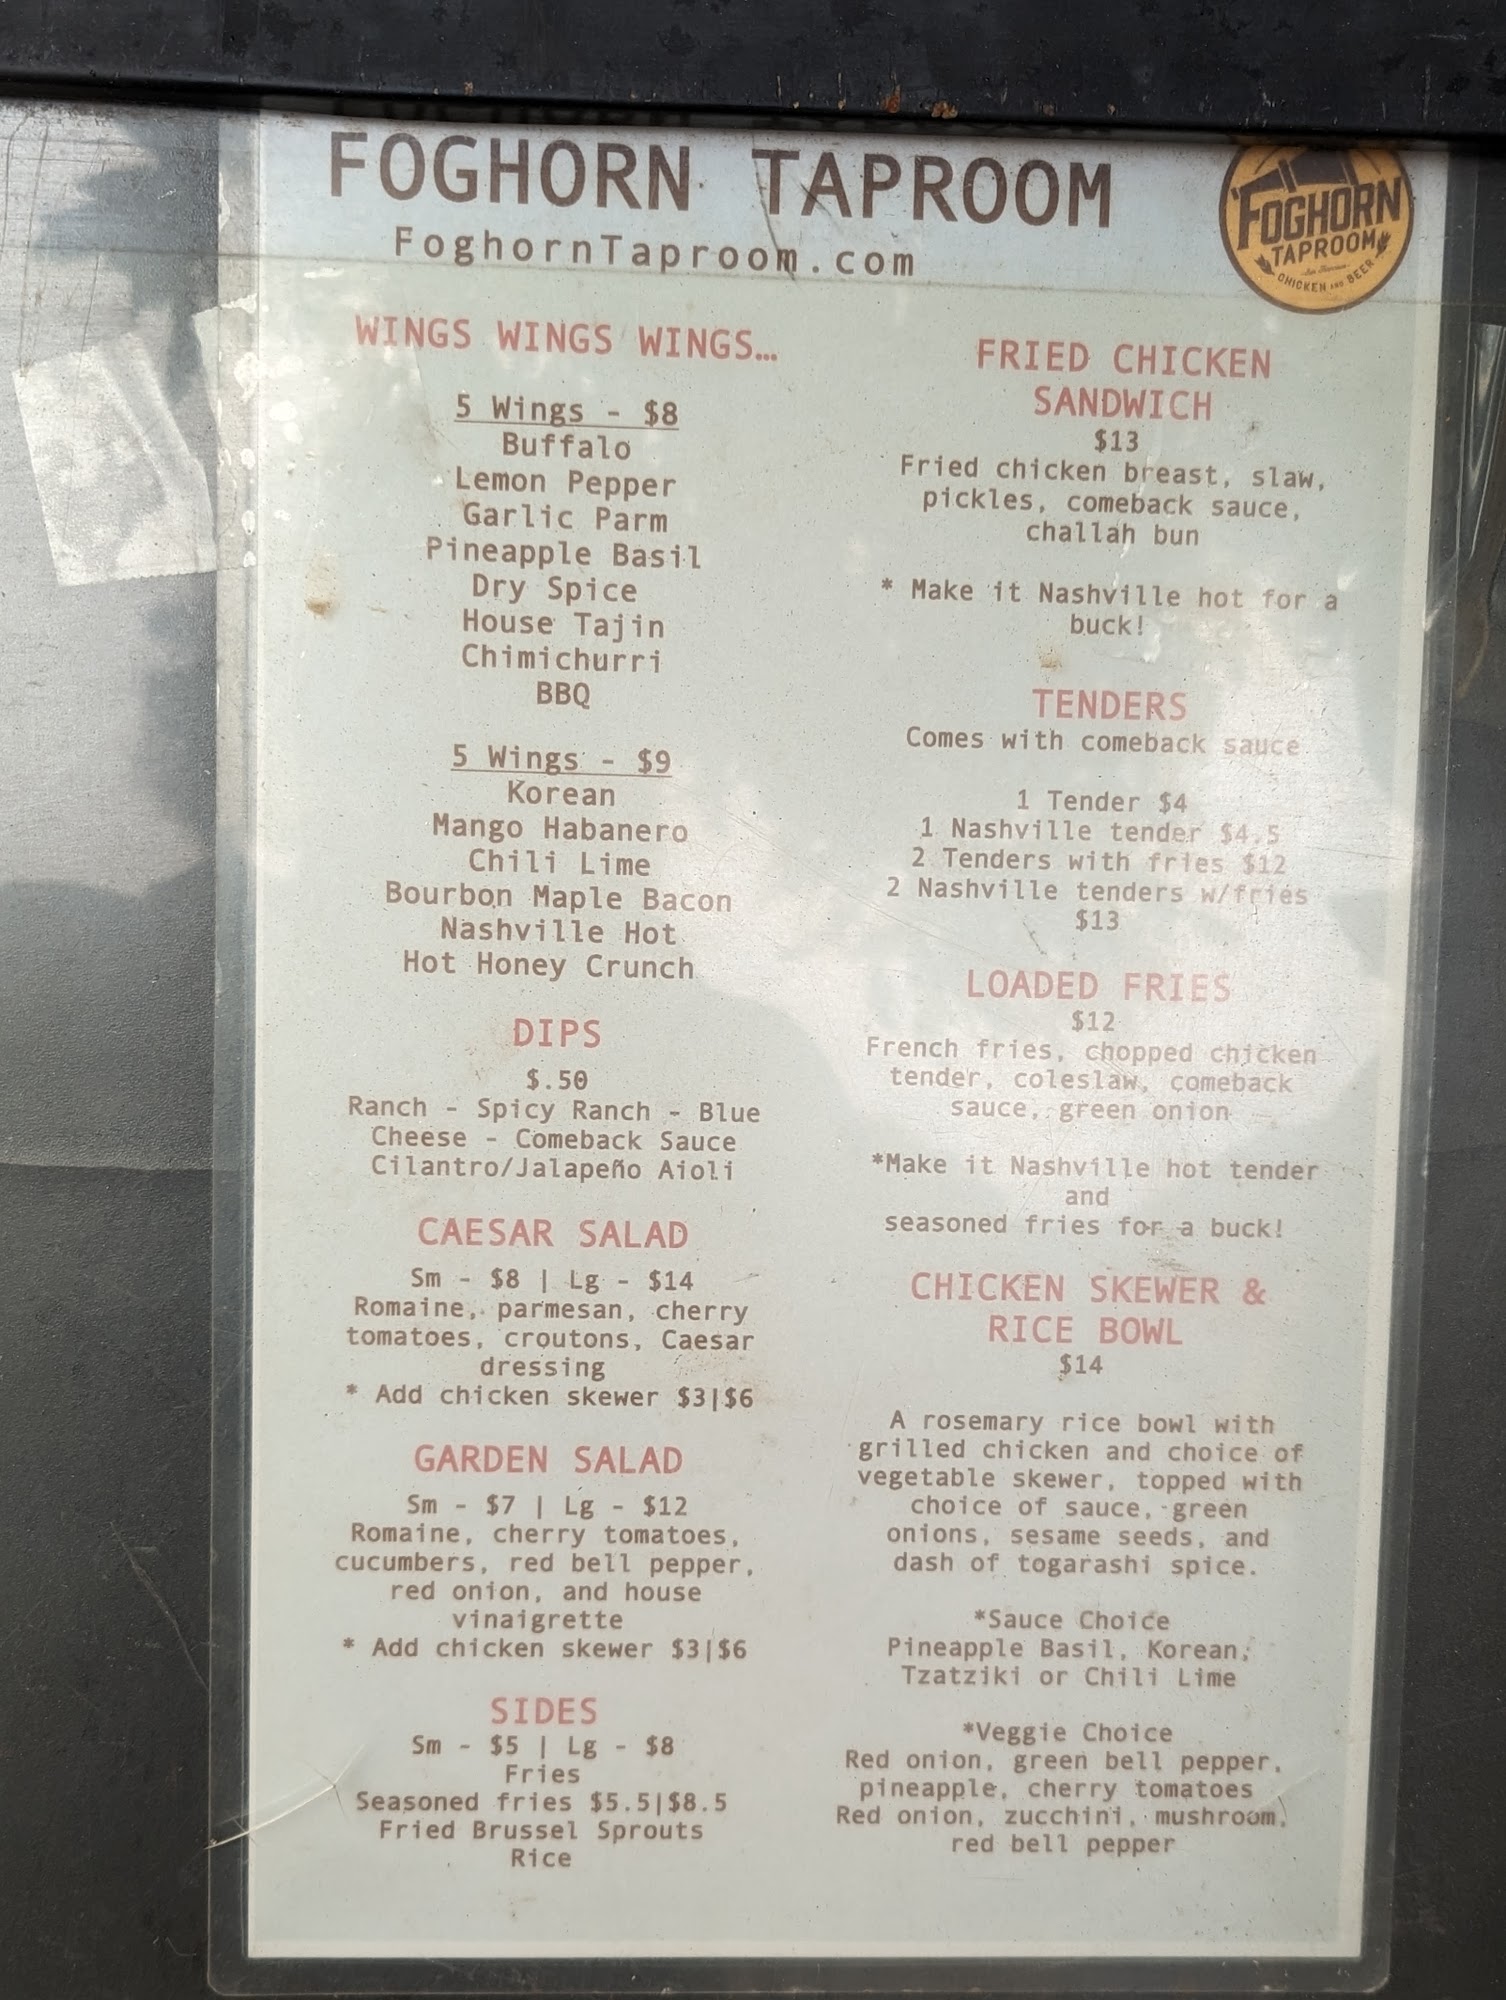 FOGHORN TAPROOM
FoghornTaproom.com
FOGHORN
TAPROOM
CHICKEN AND BEER
WINGS WINGS WINGS…
5 Wings - $8
Buffalo
Lemon Pepper
Garlic Parm
Pineapple Basil
Dry Spice
House Tajin
Chimichurri
BBQ
5 Wings - $9
Korean
Mango Habanero
Chili Lime
Bourbon Maple Bacon
Nashville Hot
Hot Honey Crunch
DIPS
$.50
Ranch - Spicy Ranch - Blue
Cheese - Comeback Sauce
Cilantro/Jalapeño Aioli
CAESAR SALAD
Sm - $8 | Lg - $14
Romaine, parmesan, cherry
tomatoes, croutons, Caesar
dressing
* Add chicken skewer $3|$6
GARDEN SALAD
Sm - $7 | Lg - $12
Romaine, cherry tomatoes,
cucumbers, red bell pepper,
red onion, and house
vinaigrette
* Add chicken skewer $3|$6
SIDES
Sm - $5 | Lg - $8
Fries
Seasoned fries $5.5|$8.5
Fried Brussel Sprouts
Rice
FRIED CHICKEN
SANDWICH
$13
Fried chicken breast, slaw,
pickles, comeback sauce,
challah bun
* Make it Nashville hot for a
buck!
TENDERS
Comes with comeback sauce
1 Tender $4
1 Nashville tender $4.5
2 Tenders with fries $12
2 Nashville tenders w/fries
$13
LOADED FRIES
$12
French fries, chopped chicken
tender, coleslaw, comeback
sauce, green onion
*Make it Nashville hot tender
and
seasoned fries for a buck!
CHICKEN SKEWER &
RICE BOWL
$14
A rosemary rice bowl with
grilled chicken and choice of
vegetable skewer, topped with
choice of sauce, green
onions, sesame seeds, and
dash of togarashi spice.
*Sauce Choice
Pineapple Basil, Korean,
Tzatziki or Chili Lime
*Veggie Choice
Red onion, green bell pepper,
pineapple, cherry tomatoes
Red onion, zucchini, mushroom,
red bell pepper